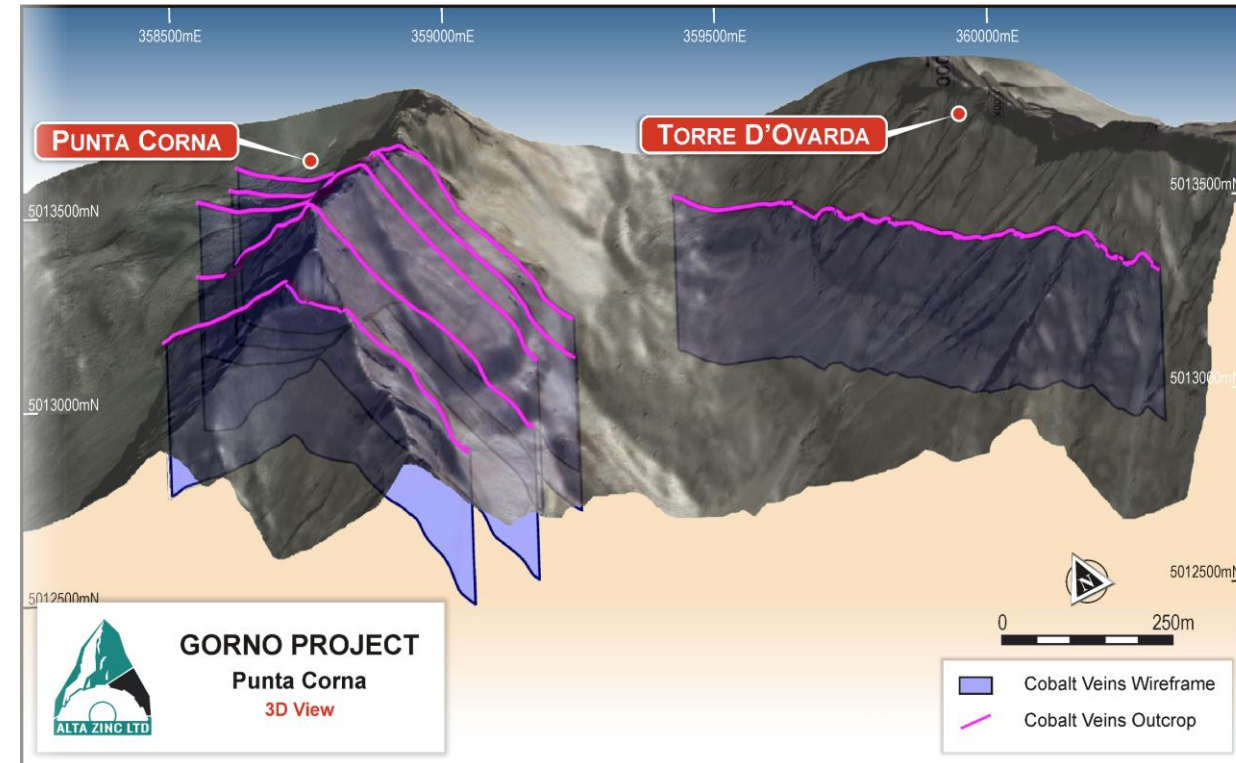 358500mE
359000mE
359500mE
360000mE
PUNTA CORNA
TORRE D'OVARDA
5013500mN
5013500mN
5013000mN
5013000mN
5012500mN
5012500mN
N
0
250m
GORNO PROJECT
Punta Corna
3D View
ALTA ZINC LTD
Cobalt Veins Wireframe
Cobalt Veins Outcrop